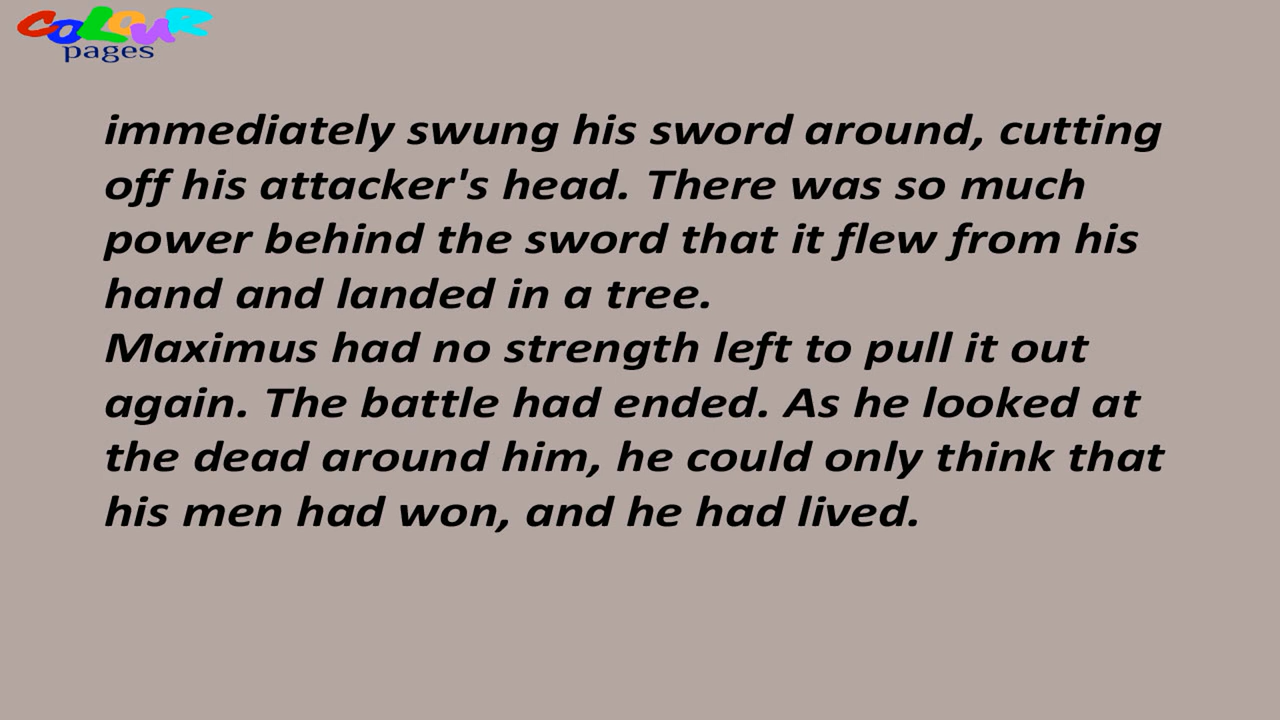 COLOUR
pages
immediately swung his sword around, cutting
off his attacker's head. There was so much
power behind the sword that it flew from his
hand and landed in a tree.
Maximus had no strength left to pull it out
again. The battle had ended. As he looked at
the dead around him, he could only think that
his men had won, and he had lived.